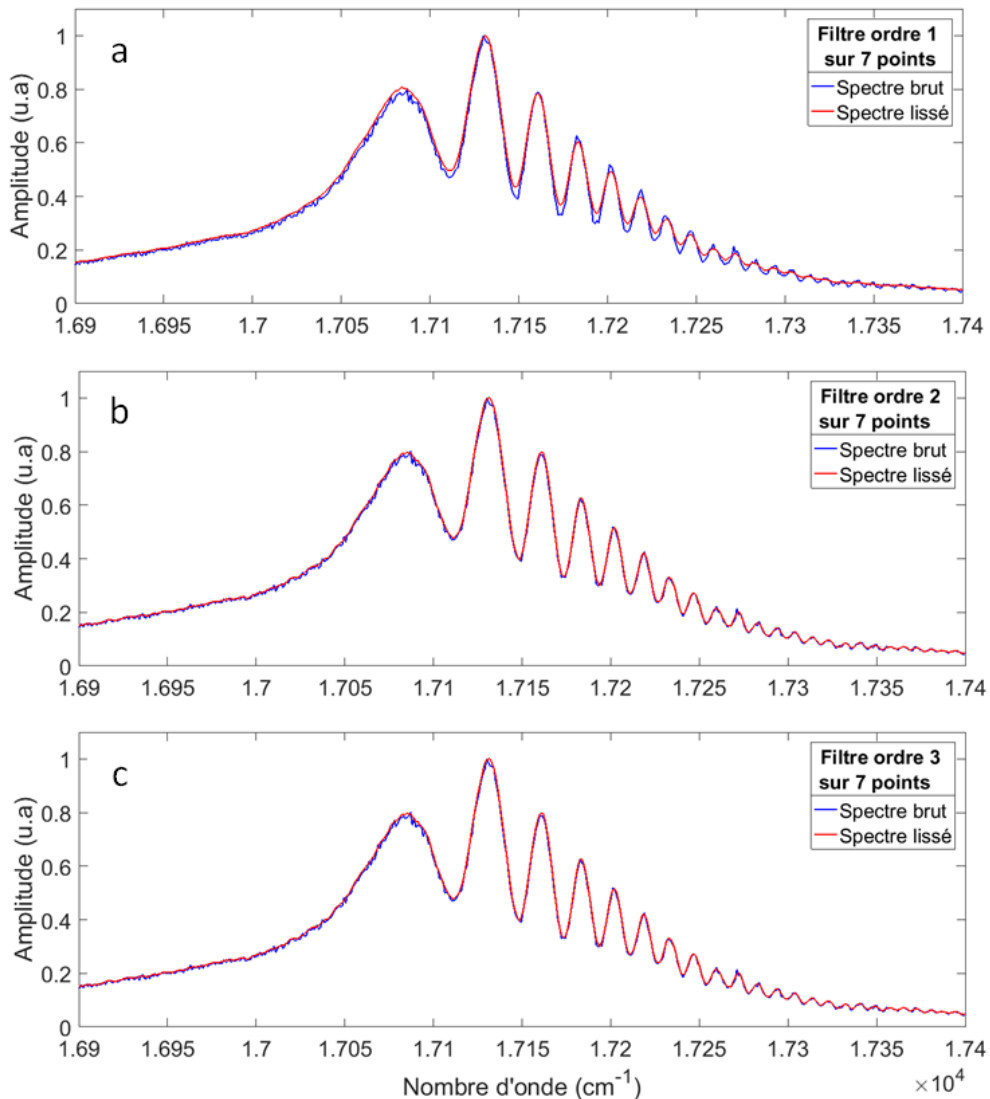 a
Filtre ordre 1
sur 7 points
Spectre brut
Spectre lissé
Amplitude (u.a)
1
0.8
0.6
0.4
0.2
0
1.69 1.695 1.7 1.705 1.71 1.715 1.72 1.725 1.73 1.735 1.74
b
Filtre ordre 2
sur 7 points
Spectre brut
Spectre lissé
Amplitude (u.a)
1
0.8
0.6
0.4
0.2
0
1.69 1.695 1.7 1.705 1.71 1.715 1.72 1.725 1.73 1.735 1.74
c
Filtre ordre 3
sur 7 points
Spectre brut
Spectre lissé
Amplitude (u.a)
1
0.8
0.6
0.4
0.2
0
1.69 1.695 1.7 1.705 1.71 1.715 1.72 1.725 1.73 1.735 1.74
Nombre d'onde (cm⁻¹)
×10⁴